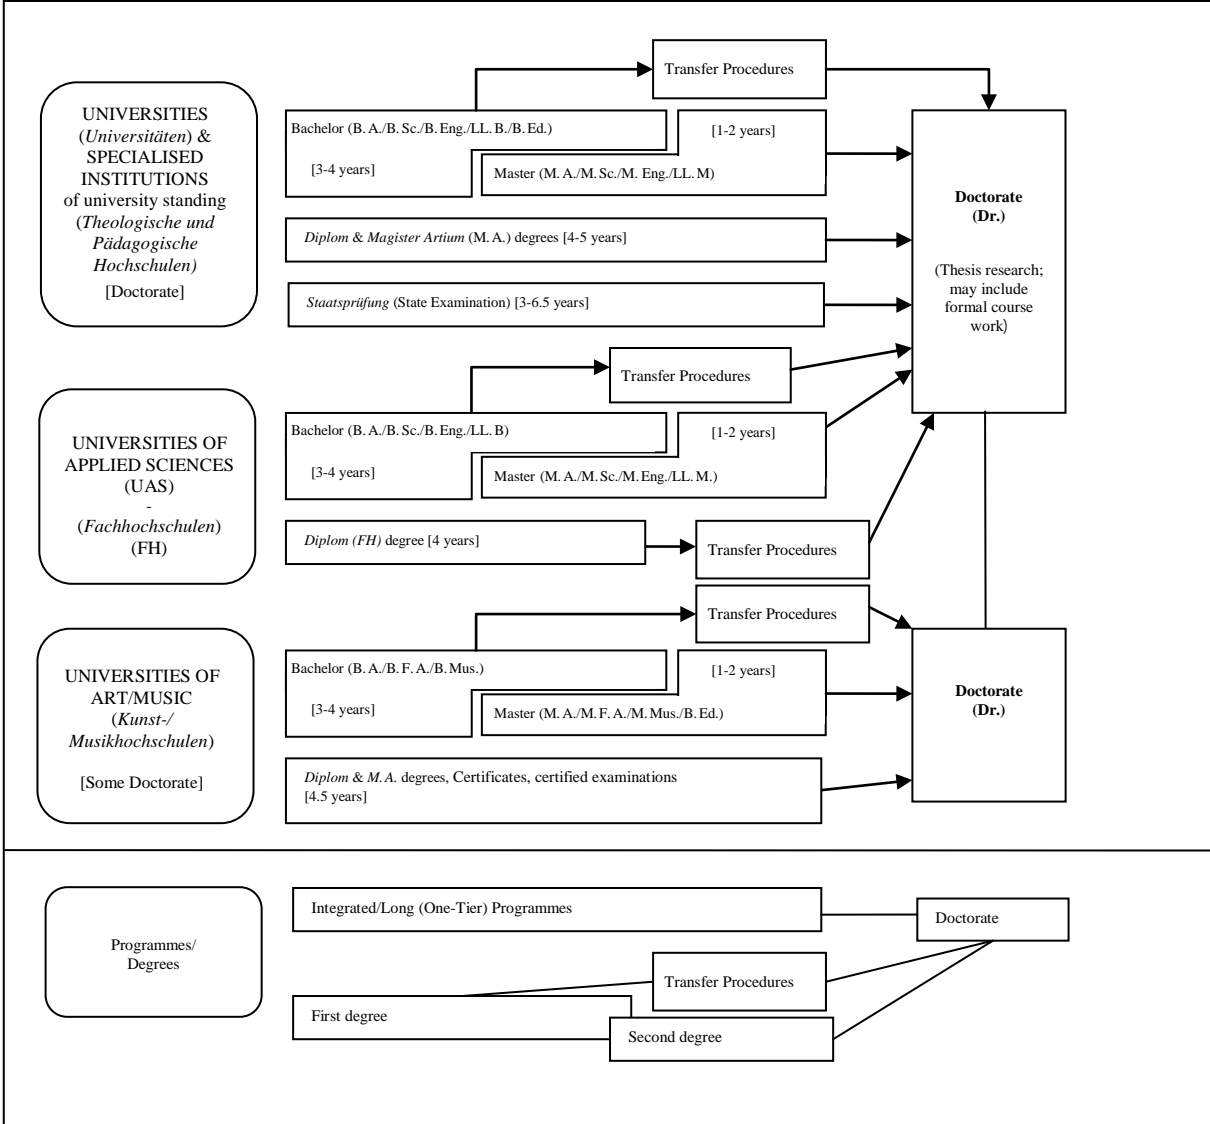 Transfer Procedures
UNIVERSITIES
(Universitäten) &
SPECIALISED
INSTITUTIONS
of university standing
(Theologische und
Pädagogische
Hochschulen)
[Doctorate]
Bachelor (B. A./B. Sc./B. Eng./LL. B./B. Ed.)
[3-4 years]
[1-2 years]
Master (M. A./M. Sc./M. Eng./LL. M)
Diplom & Magister Artium (M. A.) degrees [4-5 years]
Staatsprüfung (State Examination) [3-6.5 years]
Doctorate
(Dr.)
(Thesis research;
may include
formal course
work)
Transfer Procedures
UNIVERSITIES OF
APPLIED SCIENCES
(UAS)
-
(Fachhochschulen)
(FH)
Bachelor (B. A./B. Sc./B. Eng./LL. B)
[3-4 years]
[1-2 years]
Master (M. A./M. Sc./M. Eng./LL. M.)
Diplom (FH) degree [4 years]
Transfer Procedures
Transfer Procedures
UNIVERSITIES OF
ART/MUSIC
(Kunst-/
Musikhochschulen)
[Some Doctorate]
Bachelor (B. A./B. F. A./B. Mus.)
[3-4 years]
[1-2 years]
Master (M. A./M. F. A./M. Mus./B. Ed.)
Diplom & M. A. degrees, Certificates, certified examinations
[4.5 years]
Doctorate
(Dr.)
Programmes/
Degrees
Integrated/Long (One-Tier) Programmes
Doctorate
Transfer Procedures
First degree
Second degree